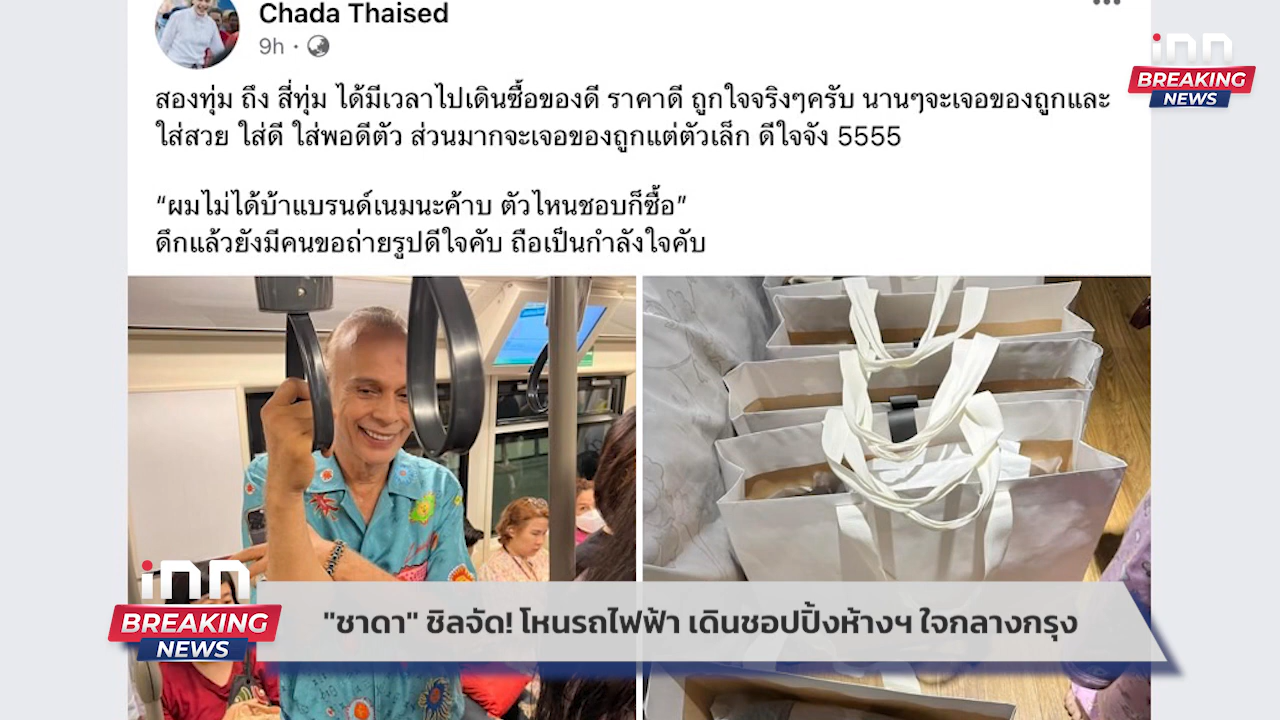 Chada Thaised
9h
inn
BREAKING
NEWS
สองทุ่ม ถึง สี่ทุ่ม ได้มีเวลาไปเดินซื้อของดี ราคาดี ถูกใจจริงๆครับ นานๆจะเจอของถูกและ
ใส่สวย ใส่ดี ใส่พอดีตัว ส่วนมากจะเจอของถูกแต่ตัวเล็ก ดีใจจัง 5555
“ผมไม่ได้บ้าแบรนด์เนมนะค้าบ ตัวไหนชอบก็ซื้อ”
ดึกแล้วยังมีคนขอถ่ายรูปดีใจคับ ถือเป็นกำลังใจคับ
inn
BREAKING
NEWS
"ชาดา" ชิลจัด! โหนรถไฟฟ้า เดินชอปปิ้งห้างฯ ใจกลางกรุง